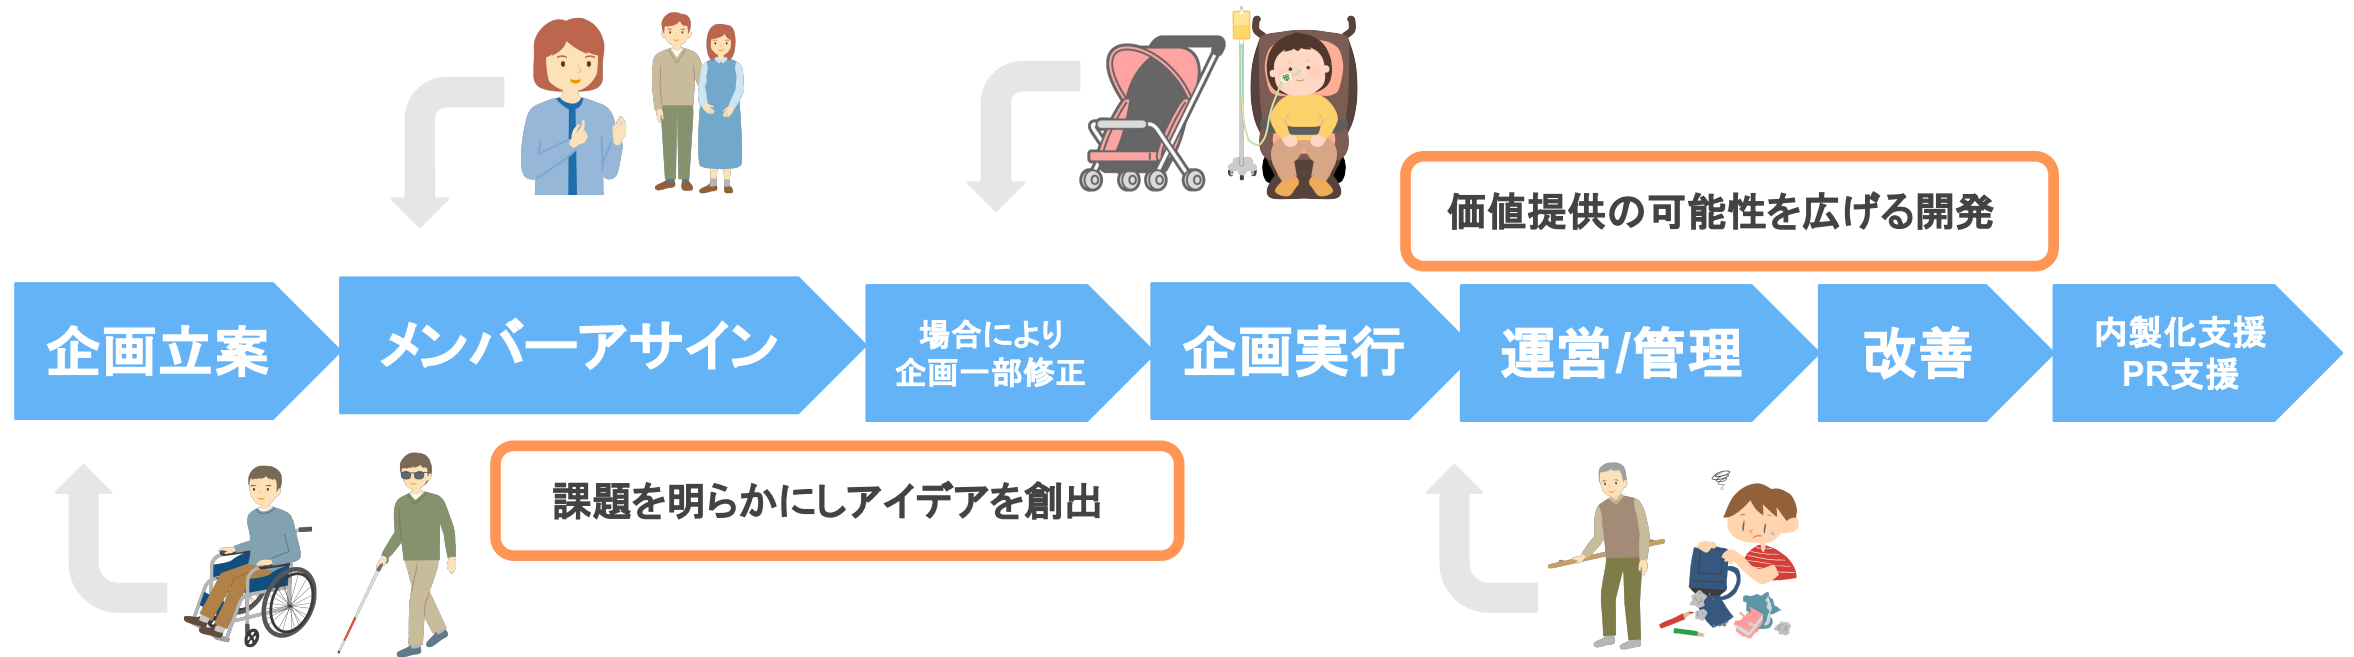 価値提供の可能性を広げる開発
企画立案
メンバーアサイン
場合により
企画一部修正
企画実行
運営/管理
改善
内製化支援
PR支援
課題を明らかにしアイデアを創出